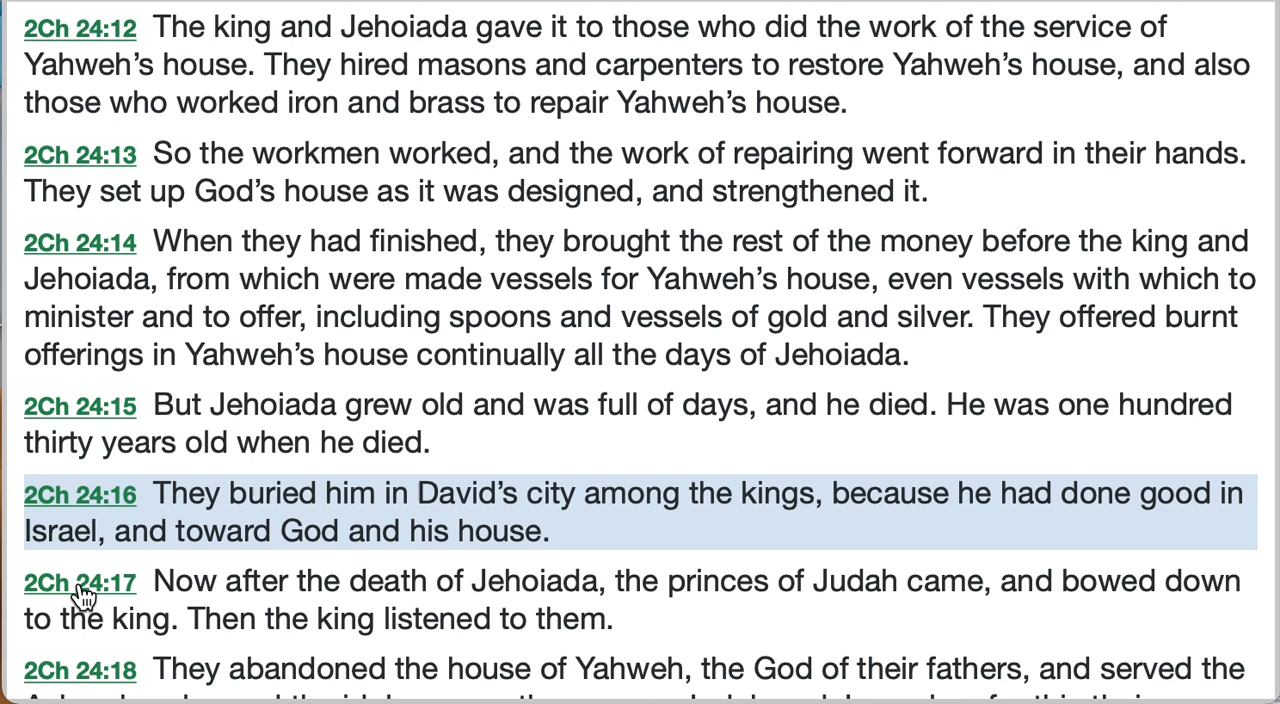 2Ch 24:12 The king and Jehoiada gave it to those who did the work of the service of
Yahweh’s house. They hired masons and carpenters to restore Yahweh’s house, and also
those who worked iron and brass to repair Yahweh’s house.
2Ch 24:13 So the workmen worked, and the work of repairing went forward in their hands.
They set up God’s house as it was designed, and strengthened it.
2Ch 24:14 When they had finished, they brought the rest of the money before the king and
Jehoiada, from which were made vessels for Yahweh’s house, even vessels with which to
minister and to offer, including spoons and vessels of gold and silver. They offered burnt
offerings in Yahweh’s house continually all the days of Jehoiada.
2Ch 24:15 But Jehoiada grew old and was full of days, and he died. He was one hundred
thirty years old when he died.
2Ch 24:16 They buried him in David’s city among the kings, because he had done good in
Israel, and toward God and his house.
2Ch 24:17 Now after the death of Jehoiada, the princes of Judah came, and bowed down
to the king. Then the king listened to them.
2Ch 24:18 They abandoned the house of Yahweh, the God of their fathers, and served the